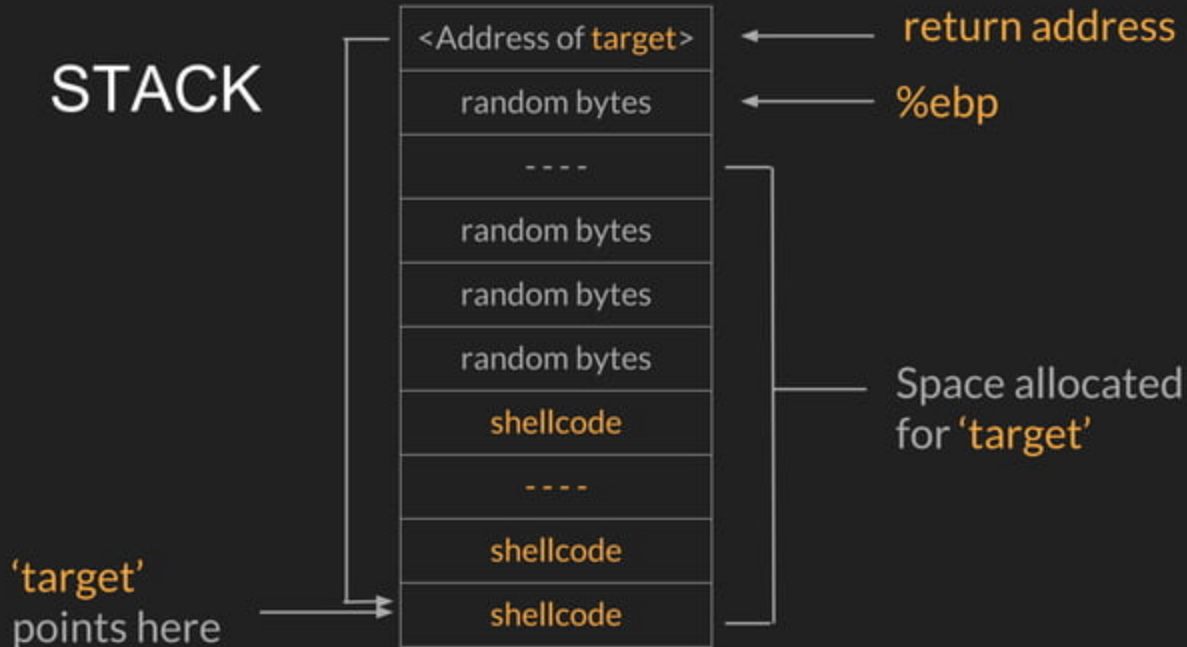 STACK
<Address of target>
return address
random bytes
%ebp
----
random bytes
random bytes
random bytes
shellcode
Space allocated
for ‘target’
----
shellcode
shellcode
‘target’
points here